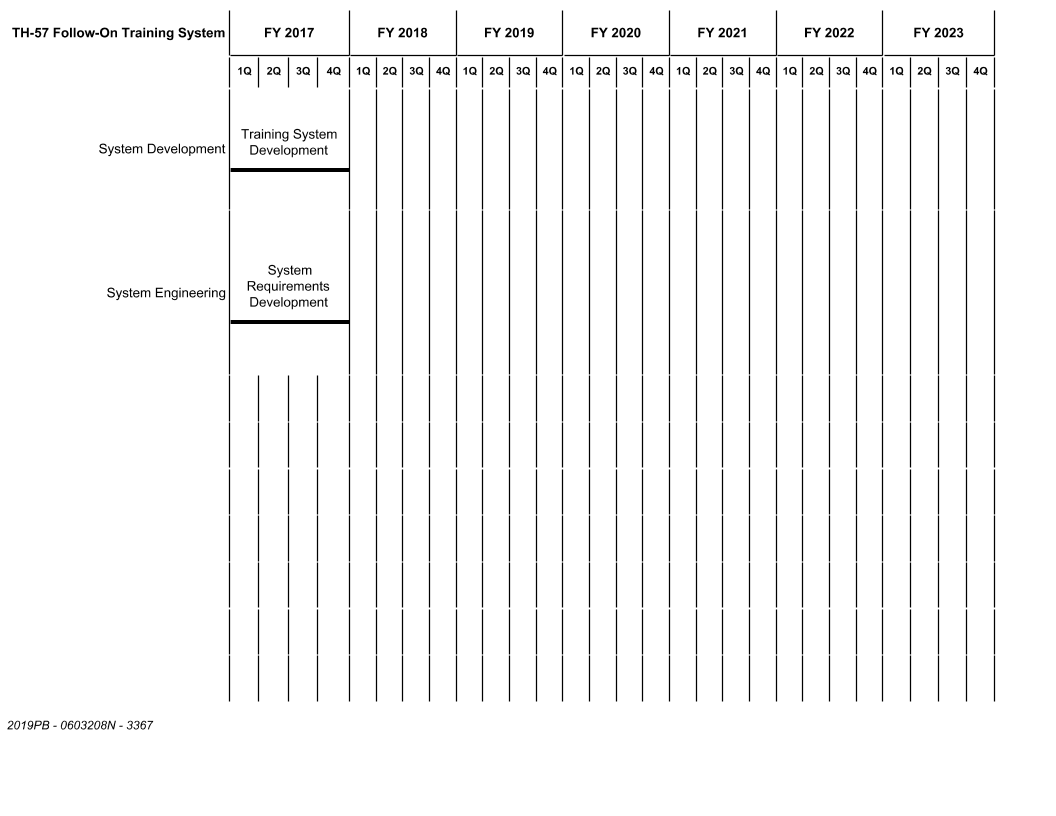 TH-57 Follow-On Training System FY 2017 FY 2018 FY 2019 FY 2020 FY 2021 FY 2022 FY 2023
1Q 2Q 3Q 4Q 1Q 2Q 3Q 4Q 1Q 2Q 3Q 4Q 1Q 2Q 3Q 4Q 1Q 2Q 3Q 4Q 1Q 2Q 3Q 4Q 1Q 2Q 3Q 4Q
System Development
Training System
Development
System Engineering
System
Requirements
Development
2019PB - 0603208N - 3367